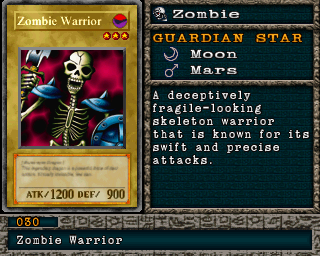 Zombie Warrior
ATK/1200 DEF/ 900
Zombie
GUARDIAN STAR
Moon
Mars
A deceptively
fragile-looking
skeleton warrior
that is known for its
swift and precise
attacks.
030
Zombie Warrior